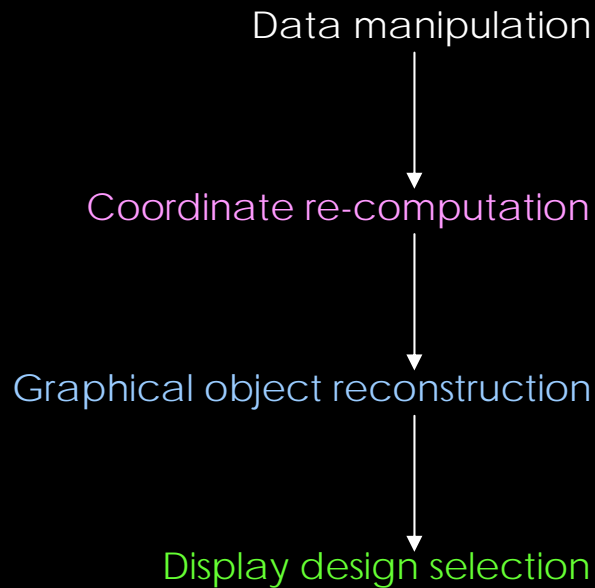 Data manipulation
Coordinate re-computation
Graphical object reconstruction
Display design selection